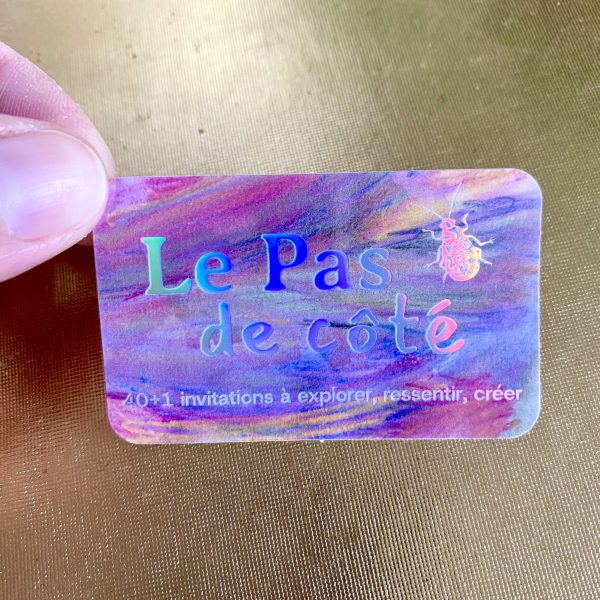 Le Pas
de côté
40+1 invitations à explorer, ressentir, créer